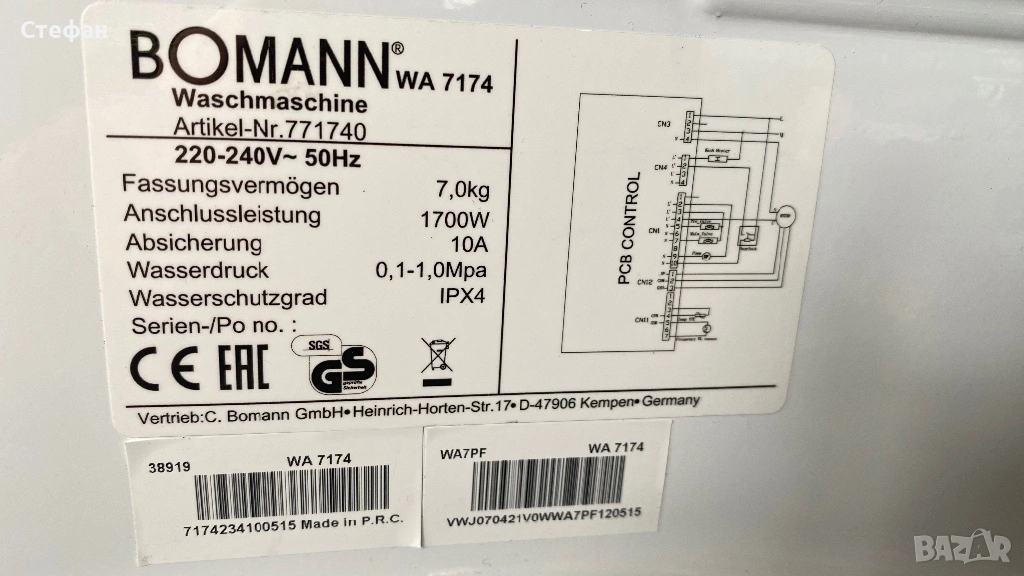 Стефан
BOMANN® WA 7174
Waschmaschine
Artikel-Nr.771740
220-240V~ 50Hz
Fassungsvermögen 7,0kg
Anschlussleistung 1700W
Absicherung 10A
Wasserdruck 0,1-1,0Mpa
Wasserschutzgrad IPX4
Serien-/Po no. :
CE EAC SGS GS
geprüfte Sicherheit
Vertrieb:C. Bomann GmbH•Heinrich-Horten-Str.17•D-47906 Kempen•Germany
PCB CONTROL
CN3
CN4
CN1
CN12
CN11
38919 WA 7174
7174234100515 Made in P.R.C.
WA7PF WA 7174
VWJ070421V0WWA7PF120515
BAZAR